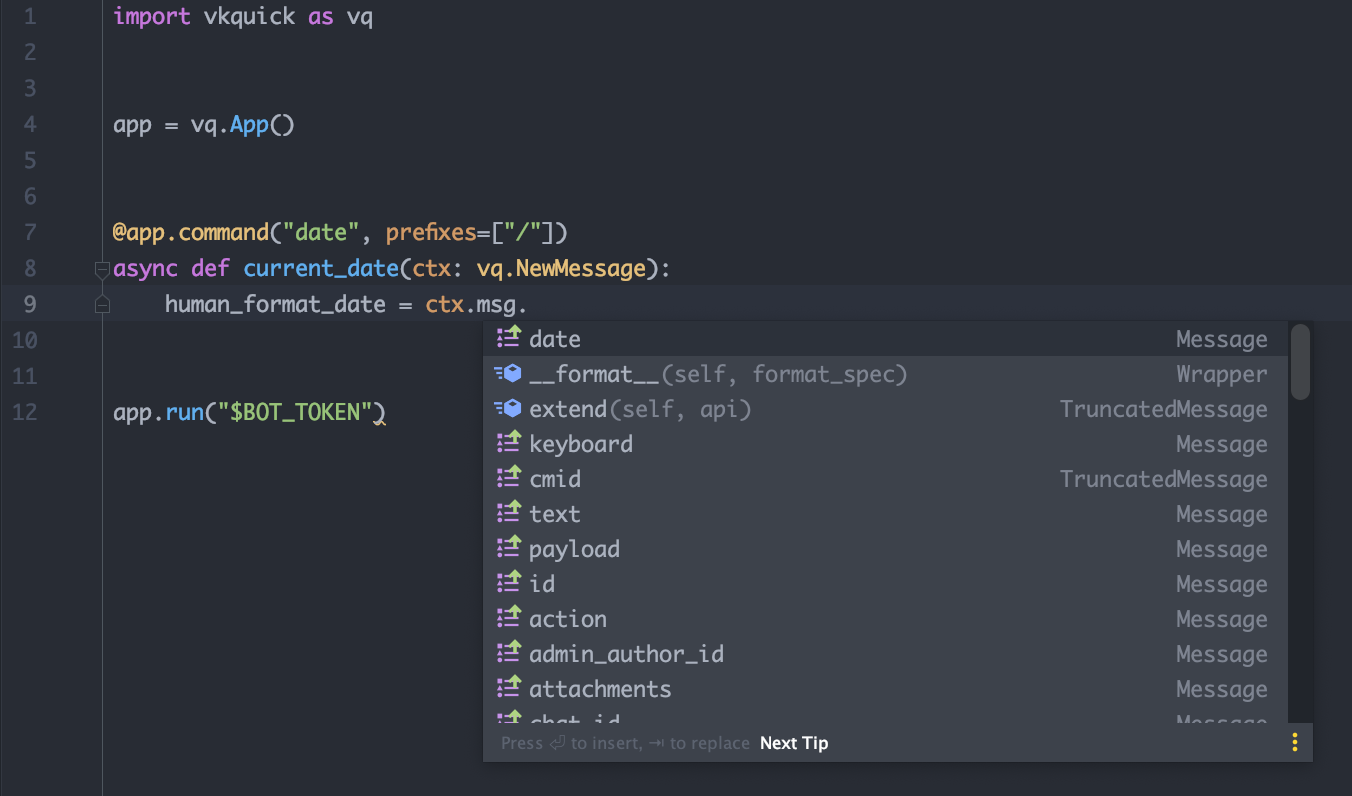 1 import vkquick as vq
2
3
4 app = vq.App()
5
6
7 @app.command("date", prefixes=["/"])
8 async def current_date(ctx: vq.NewMessage):
9 human_format_date = ctx.msg.
10
11
12 app.run("$BOT_TOKEN")
date Message
__format__(self, format_spec) Wrapper
extend(self, api) TruncatedMessage
keyboard Message
cmid TruncatedMessage
text Message
payload Message
id Message
action Message
admin_author_id Message
attachments Message
chat_id Message
Press ⏎ to insert, ⇥ to replace Next Tip